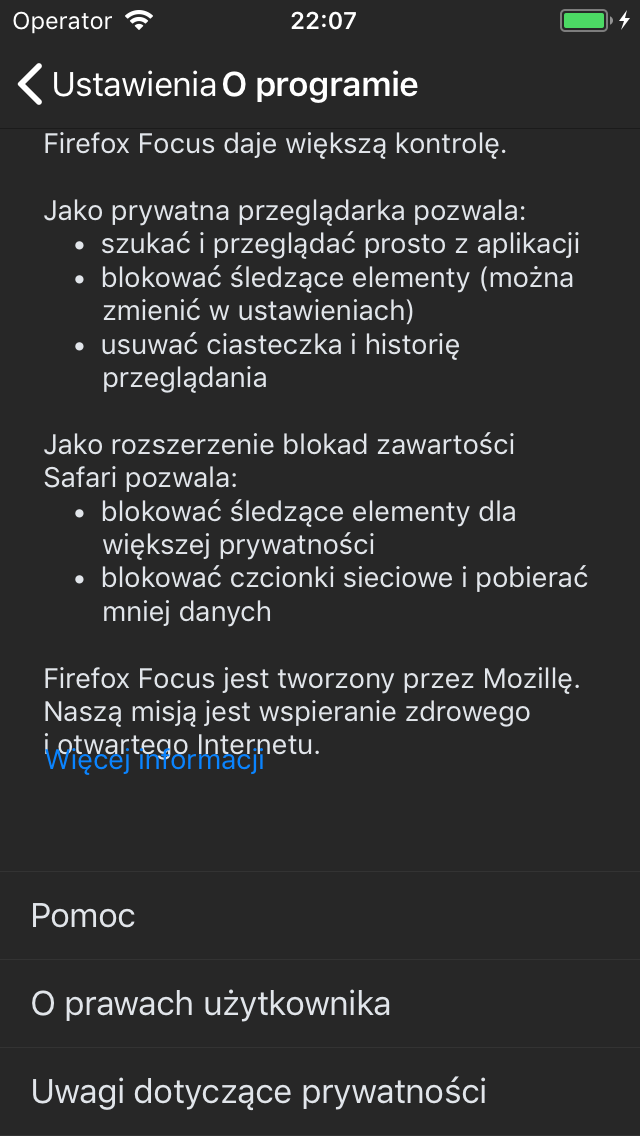 Operator 22:07
Ustawienia O programie
Firefox Focus daje większą kontrolę.
Jako prywatna przeglądarka pozwala:
• szukać i przeglądać prosto z aplikacji
• blokować śledzące elementy (można
zmienić w ustawieniach)
• usuwać ciasteczka i historię
przeglądania
Jako rozszerzenie blokad zawartości
Safari pozwala:
• blokować śledzące elementy dla
większej prywatności
• blokować czcionki sieciowe i pobierać
mniej danych
Firefox Focus jest tworzony przez Mozillę.
Naszą misją jest wspieranie zdrowego
i otwartego Internetu.
Więcej informacji
Pomoc
O prawach użytkownika
Uwagi dotyczące prywatności